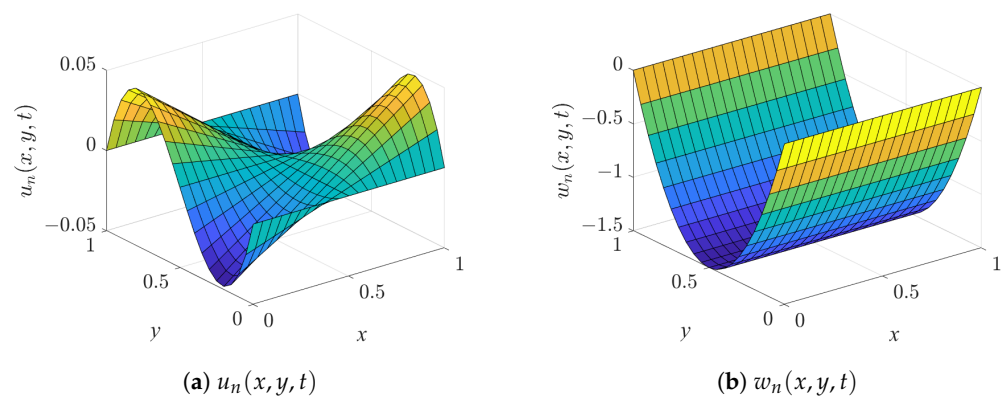 0.05
0
−0.05
1
0.5
0
0
0.5
1
y
x
u_n(x, y, t)
0
−0.5
−1
−1.5
1
0.5
0
0
0.5
1
y
x
w_n(x, y, t)
(a) u_n(x, y, t)
(b) w_n(x, y, t)